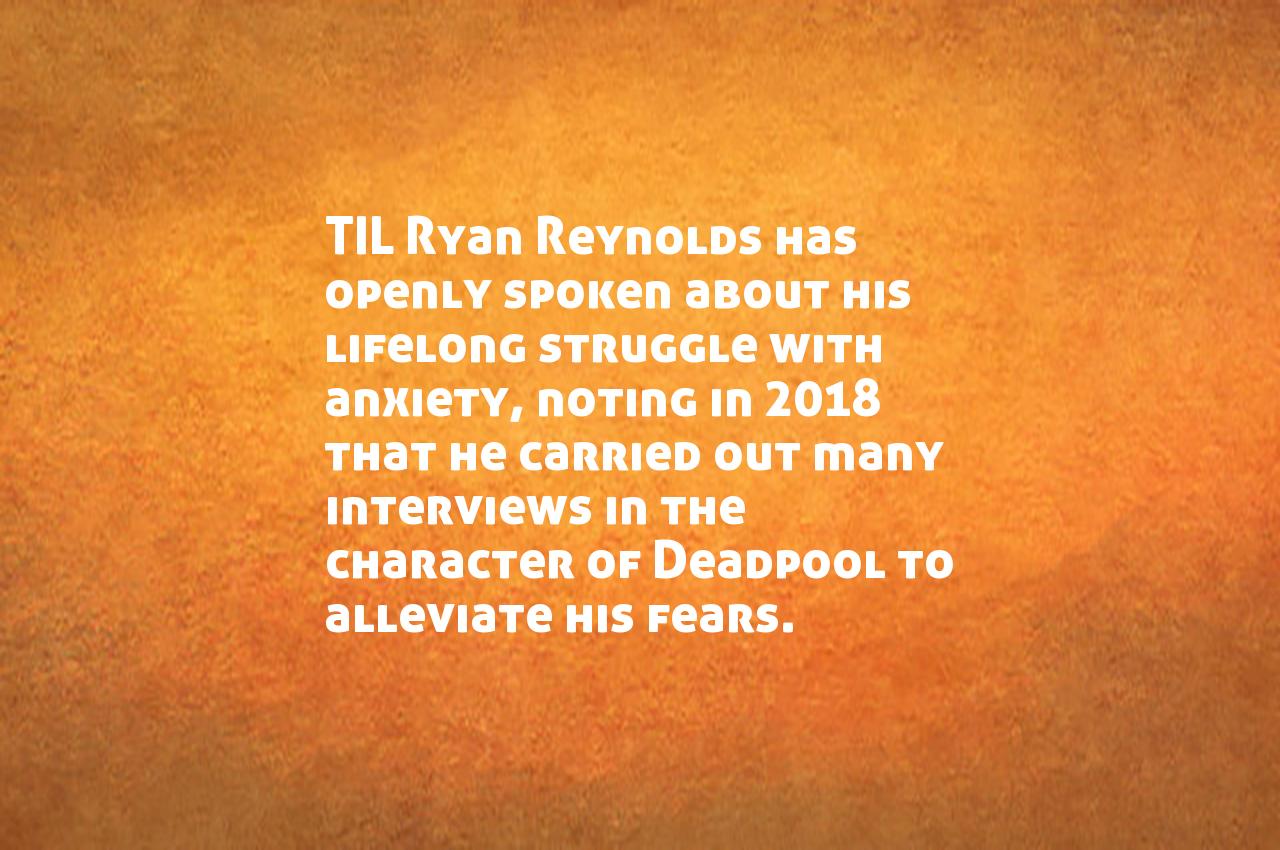 TIL Ryan Reynolds has
openly spoken about his
lifelong struggle with
anxiety, noting in 2018
that he carried out many
interviews in the
character of Deadpool to
alleviate his fears.